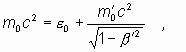 m₀c² = ε₀ + m₀′c² / √(1 − β′²) ,